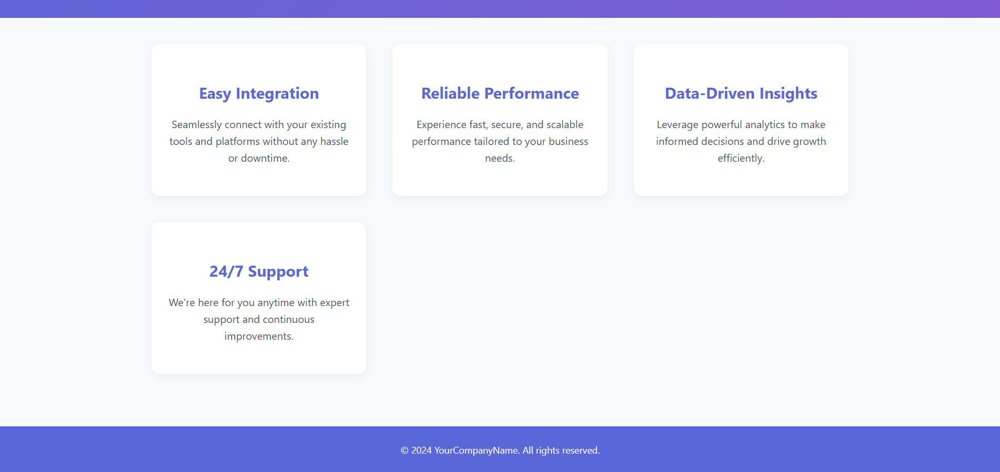 Easy Integration
Seamlessly connect with your existing
tools and platforms without any hassle
or downtime.
Reliable Performance
Experience fast, secure, and scalable
performance tailored to your business
needs.
Data-Driven Insights
Leverage powerful analytics to make
informed decisions and drive growth
efficiently.
24/7 Support
We're here for you anytime with expert
support and continuous
improvements.
© 2024 YourCompanyName. All rights reserved.